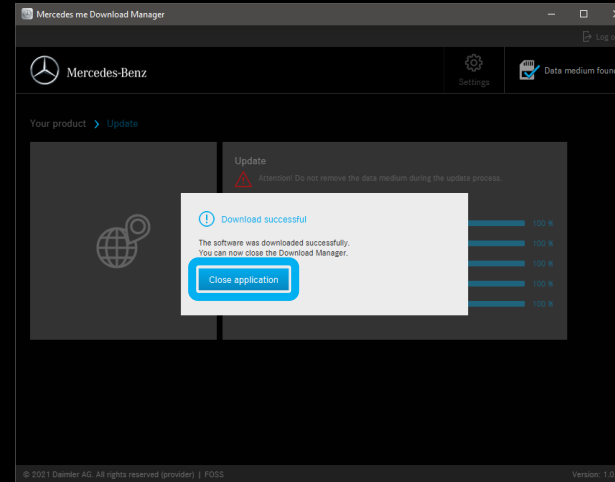 Mercedes me Download Manager
Log o
Mercedes-Benz
Settings
Data medium foun
Your product > Update
Update
Attention! Do not remove the data medium during the update process.
Download successful
The software was downloaded successfully.
You can now close the Download Manager.
Close application
100 %
100 %
100 %
100 %
100 %
© 2021 Daimler AG. All rights reserved (provider) | FOSS
Version: 1.0